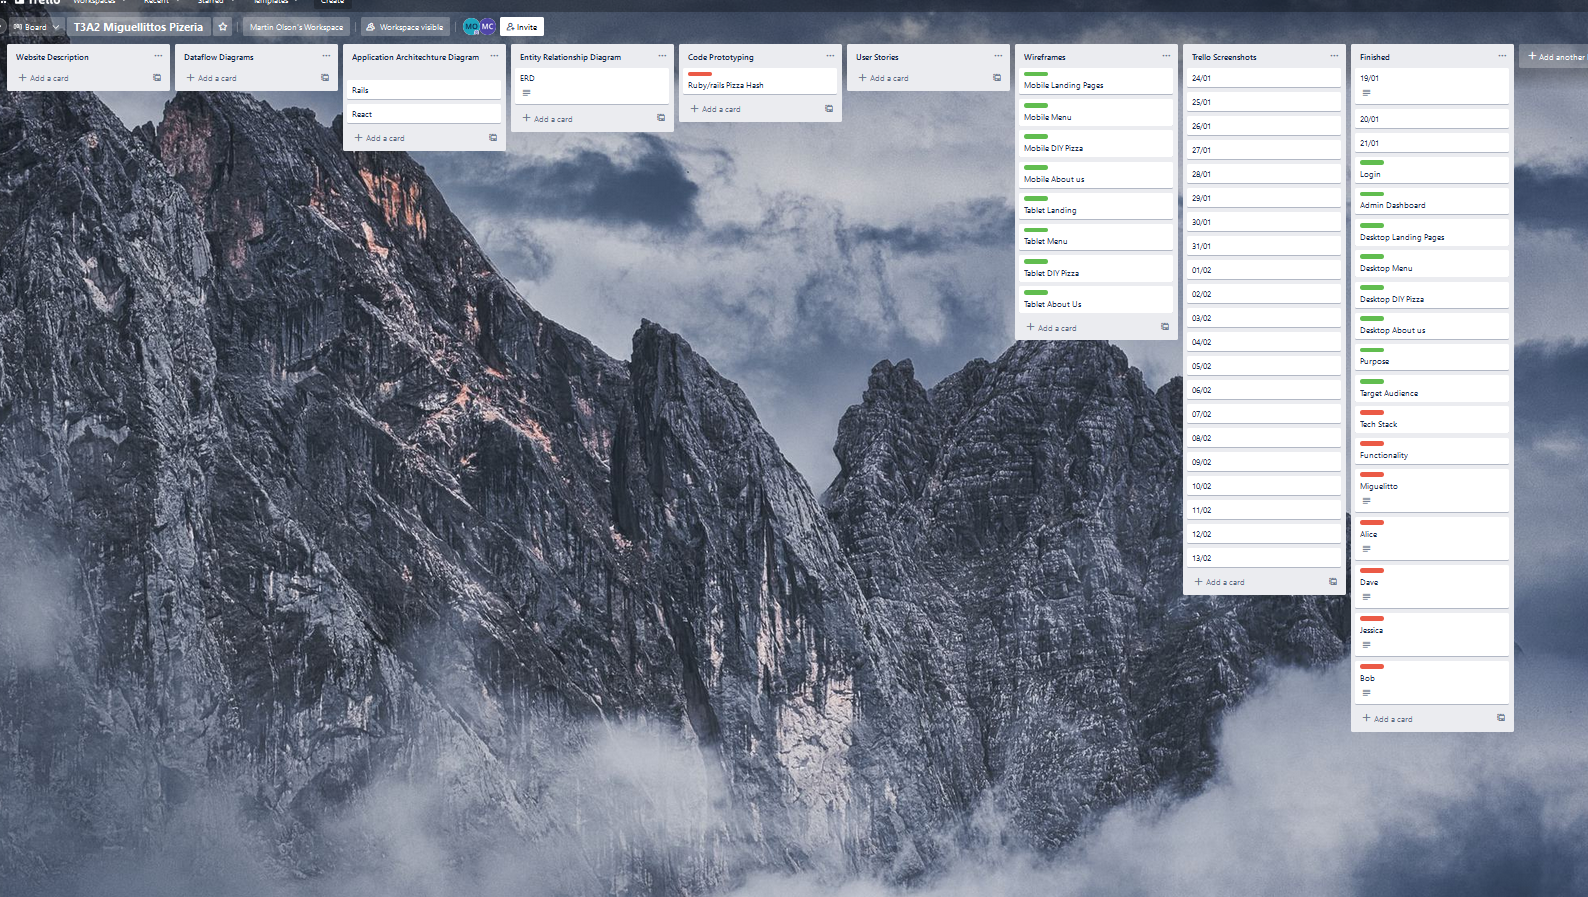 Trello Workspaces Recent Starred Templates Create
Board T3A2 Miguellittos Pizeria Martin Olson's Workspace Workspace visible MO MC Invite
Website Description
Add a card
Dataflow Diagrams
Add a card
Application Architechture Diagram
Rails
React
Add a card
Entity Relationship Diagram
ERD
Add a card
Code Prototyping
Ruby/rails Pizza Hash
Add a card
User Stories
Add a card
Wireframes
Mobile Landing Pages
Mobile Menu
Mobile DIY Pizza
Mobile About us
Tablet Landing
Tablet Menu
Tablet DIY Pizza
Tablet About Us
Add a card
Trello Screenshots
24/01
25/01
26/01
27/01
28/01
29/01
30/01
31/01
01/02
02/02
03/02
04/02
05/02
06/02
07/02
08/02
09/02
10/02
11/02
12/02
13/02
Add a card
Finished
19/01
20/01
21/01
Login
Admin Dashboard
Desktop Landing Pages
Desktop Menu
Desktop DIY Pizza
Desktop About us
Purpose
Target Audience
Tech Stack
Functionality
Miguelitto
Alice
Dave
Jessica
Bob
Add a card
Add another